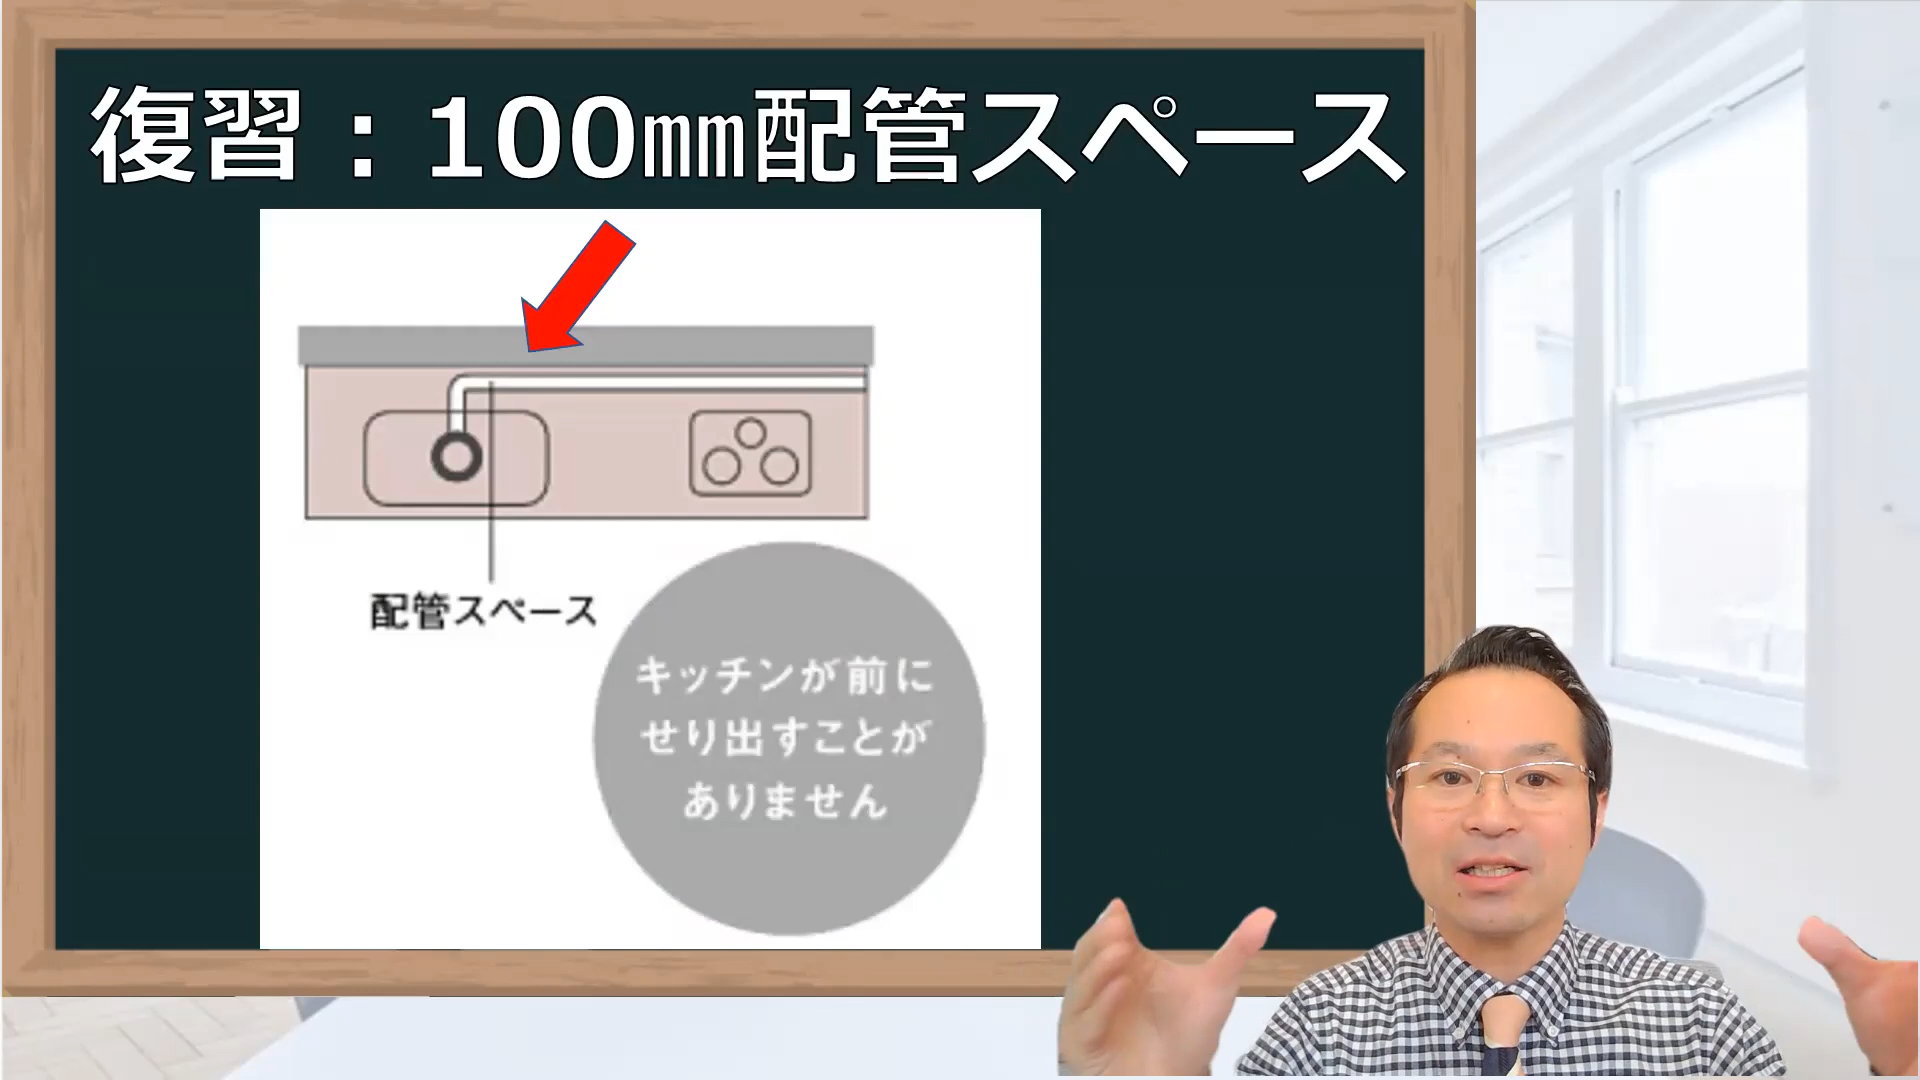 復習：100㎜配管スペース
配管スペース
キッチンが前に
せり出すことが
ありません